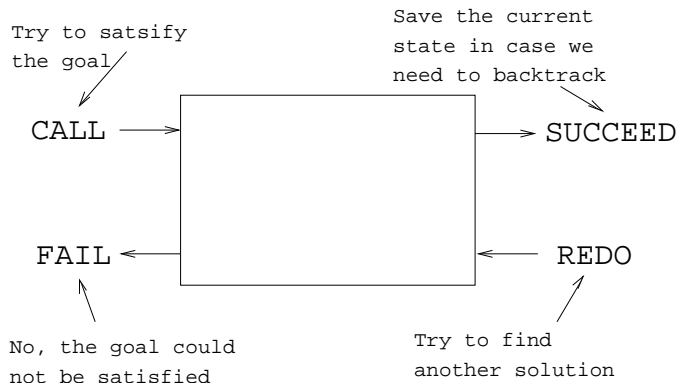 Try to satsify
the goal
Save the current
state in case we
need to backtrack
CALL
SUCCEED
FAIL
REDO
No, the goal could
not be satisfied
Try to find
another solution